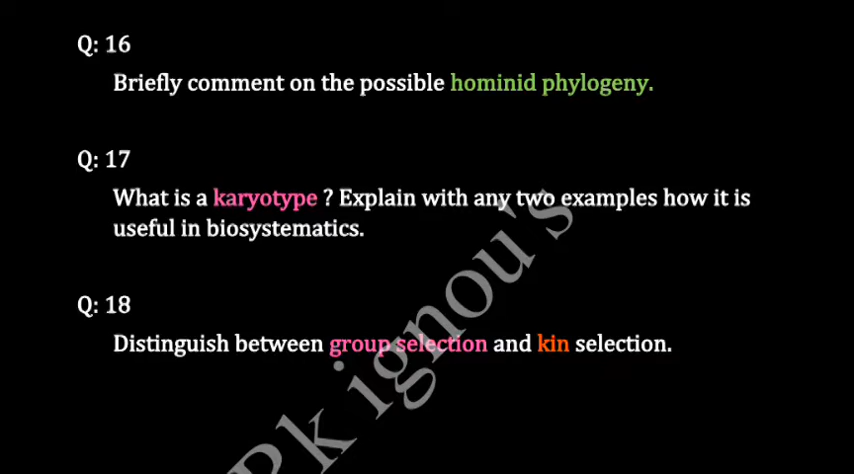 Q: 16
Briefly comment on the possible hominid phylogeny.
Q: 17
What is a karyotype ? Explain with any two examples how it is
useful in biosystematics.
Q: 18
Distinguish between group selection and kin selection.
Pk ignou's